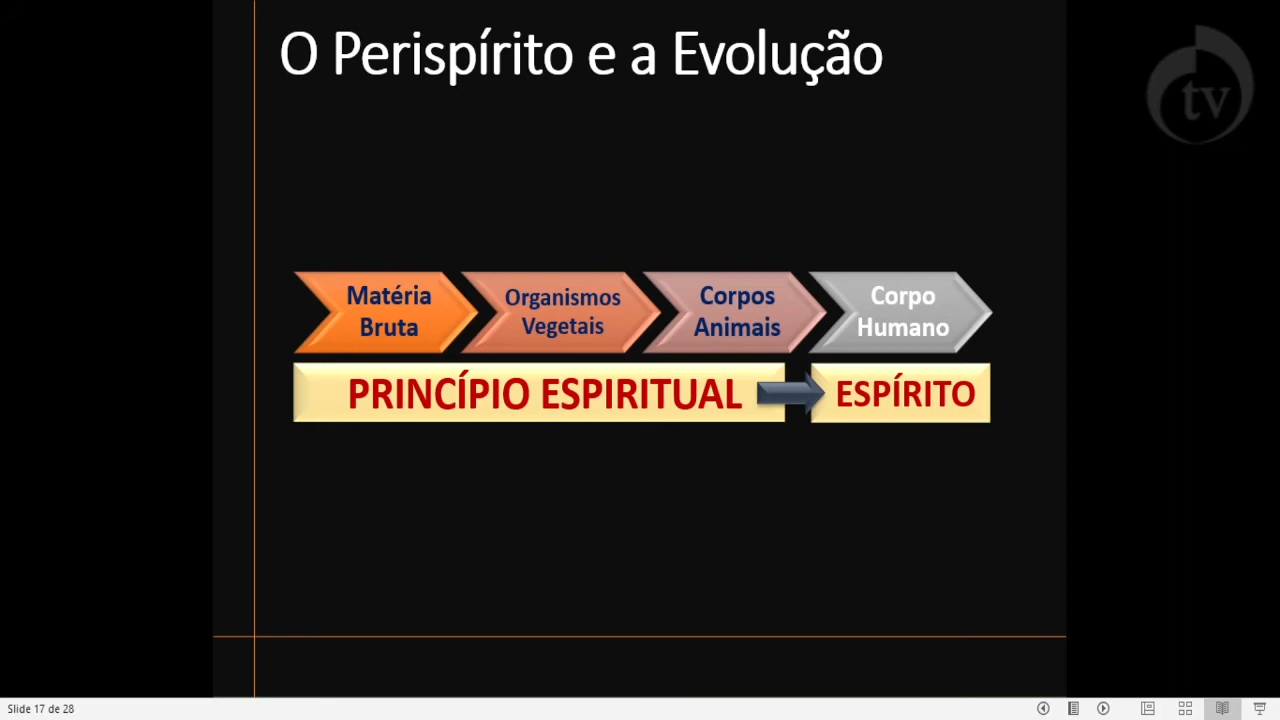 O Perispírito e a Evolução
tv
Matéria
Bruta
Organismos
Vegetais
Corpos
Animais
Corpo
Humano
PRINCÍPIO ESPIRITUAL
ESPÍRITO
Slide 17 de 28